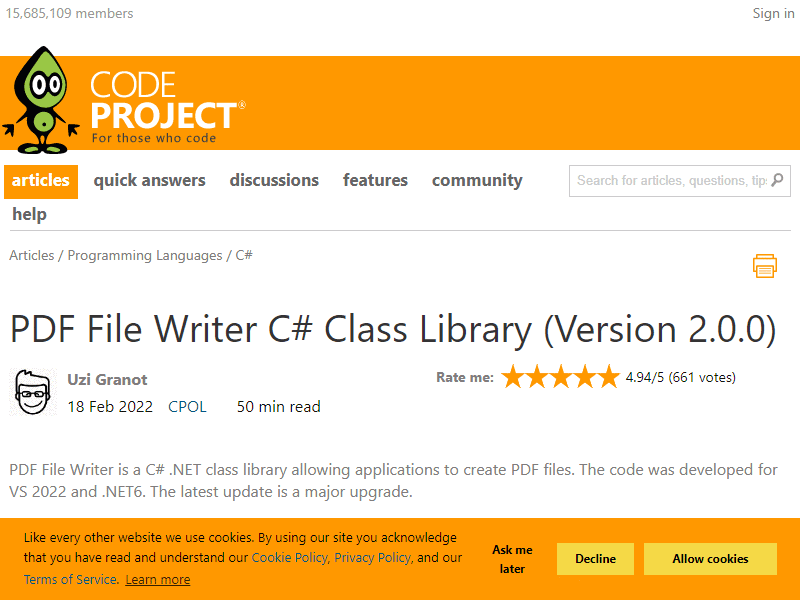 15,685,109 members
Sign in
CODE
PROJECT®
For those who code
articles quick answers discussions features community
Search for articles, questions, tips
help
Articles / Programming Languages / C#
PDF File Writer C# Class Library (Version 2.0.0)
Uzi Granot
Rate me: 4.94/5 (661 votes)
18 Feb 2022 CPOL 50 min read
PDF File Writer is a C# .NET class library allowing applications to create PDF files. The code was developed for
VS 2022 and .NET6. The latest update is a major upgrade.
Like every other website we use cookies. By using our site you acknowledge
that you have read and understand our Cookie Policy, Privacy Policy, and our
Terms of Service. Learn more
Ask me
later
Decline
Allow cookies